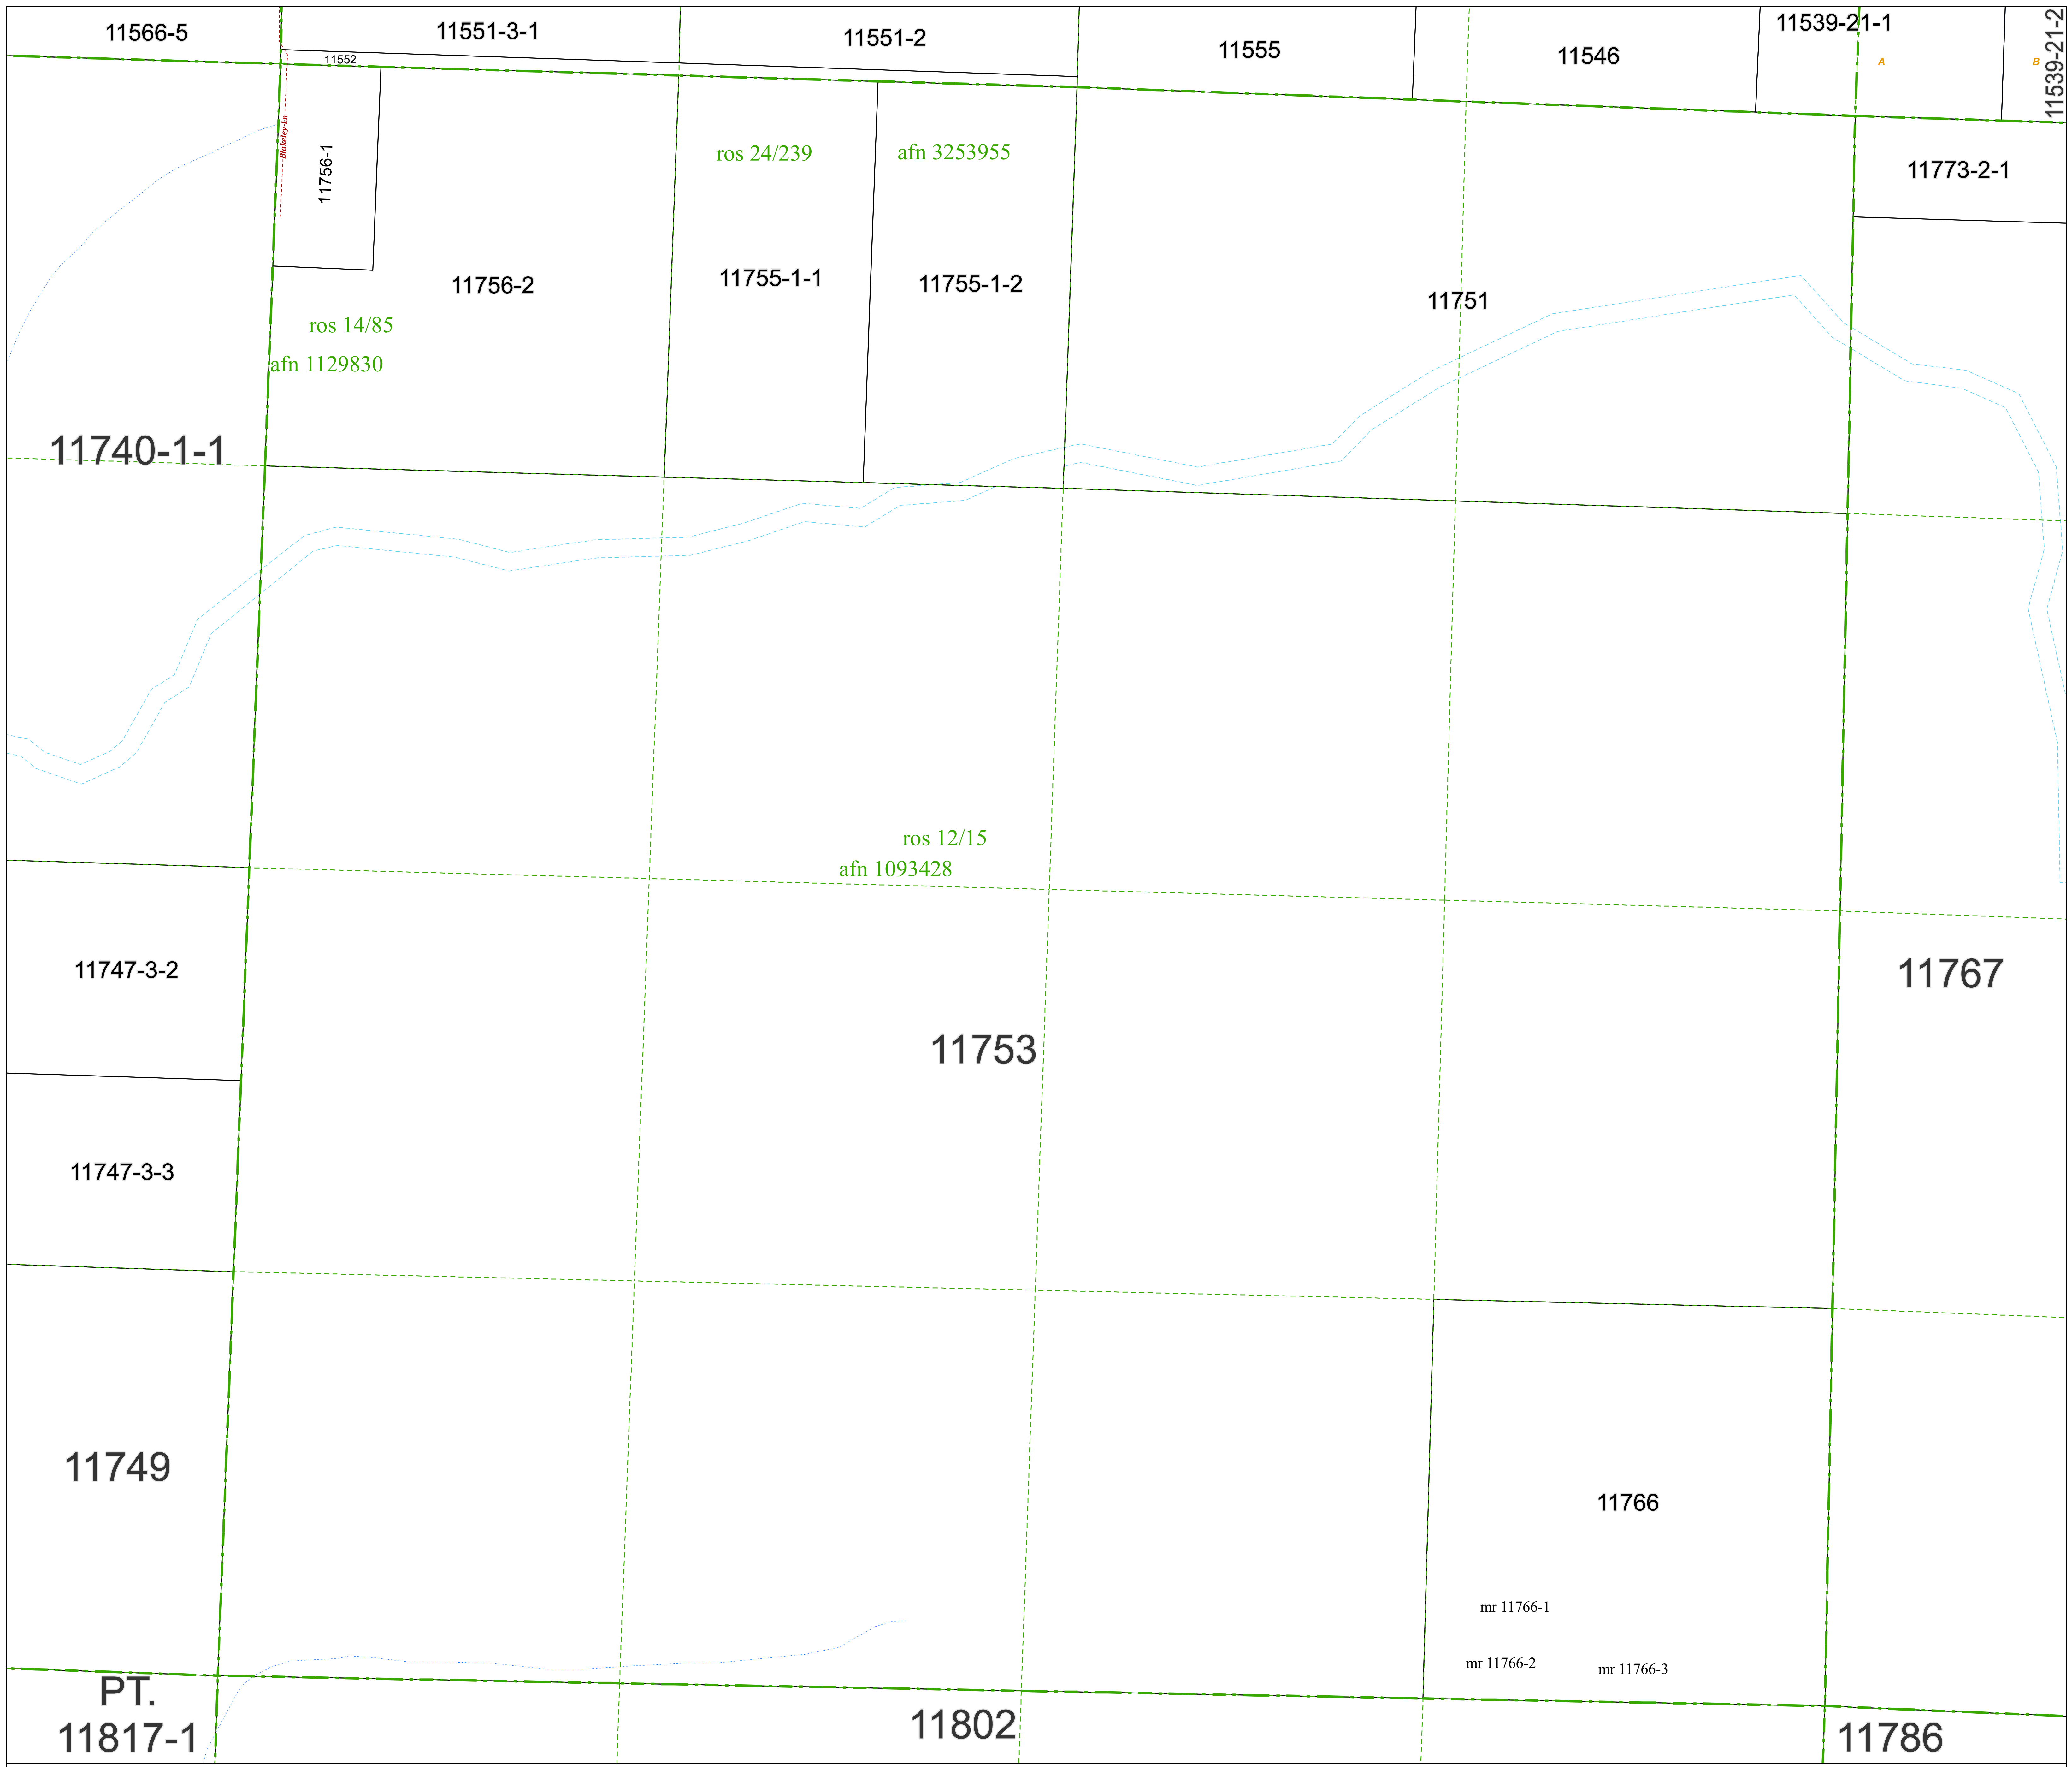 11566-5
11551-3-1
11551-2
11555
11546
11539-21-1
11539-21-2
A
B
11552
Blakeley Ln
11756-1
ros 24/239
afn 3253955
11773-2-1
11756-2
11755-1-1
11755-1-2
11751
ros 14/85
afn 1129830
11740-1-1
ros 12/15
afn 1093428
11747-3-2
11767
11753
11747-3-3
11749
11766
mr 11766-1
mr 11766-2
mr 11766-3
PT.
11817-1
11802
11786